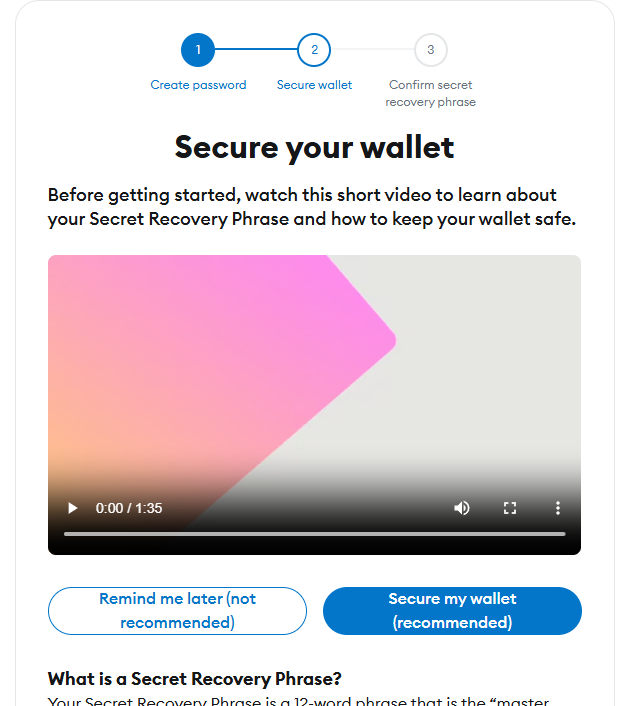 1
2
3
Create password
Secure wallet
Confirm secret
recovery phrase
Secure your wallet
Before getting started, watch this short video to learn about
your Secret Recovery Phrase and how to keep your wallet safe.
0:00 / 1:35
Remind me later (not
recommended)
Secure my wallet
(recommended)
What is a Secret Recovery Phrase?
Your Secret Recovery Phrase is a 12-word phrase that is the “master